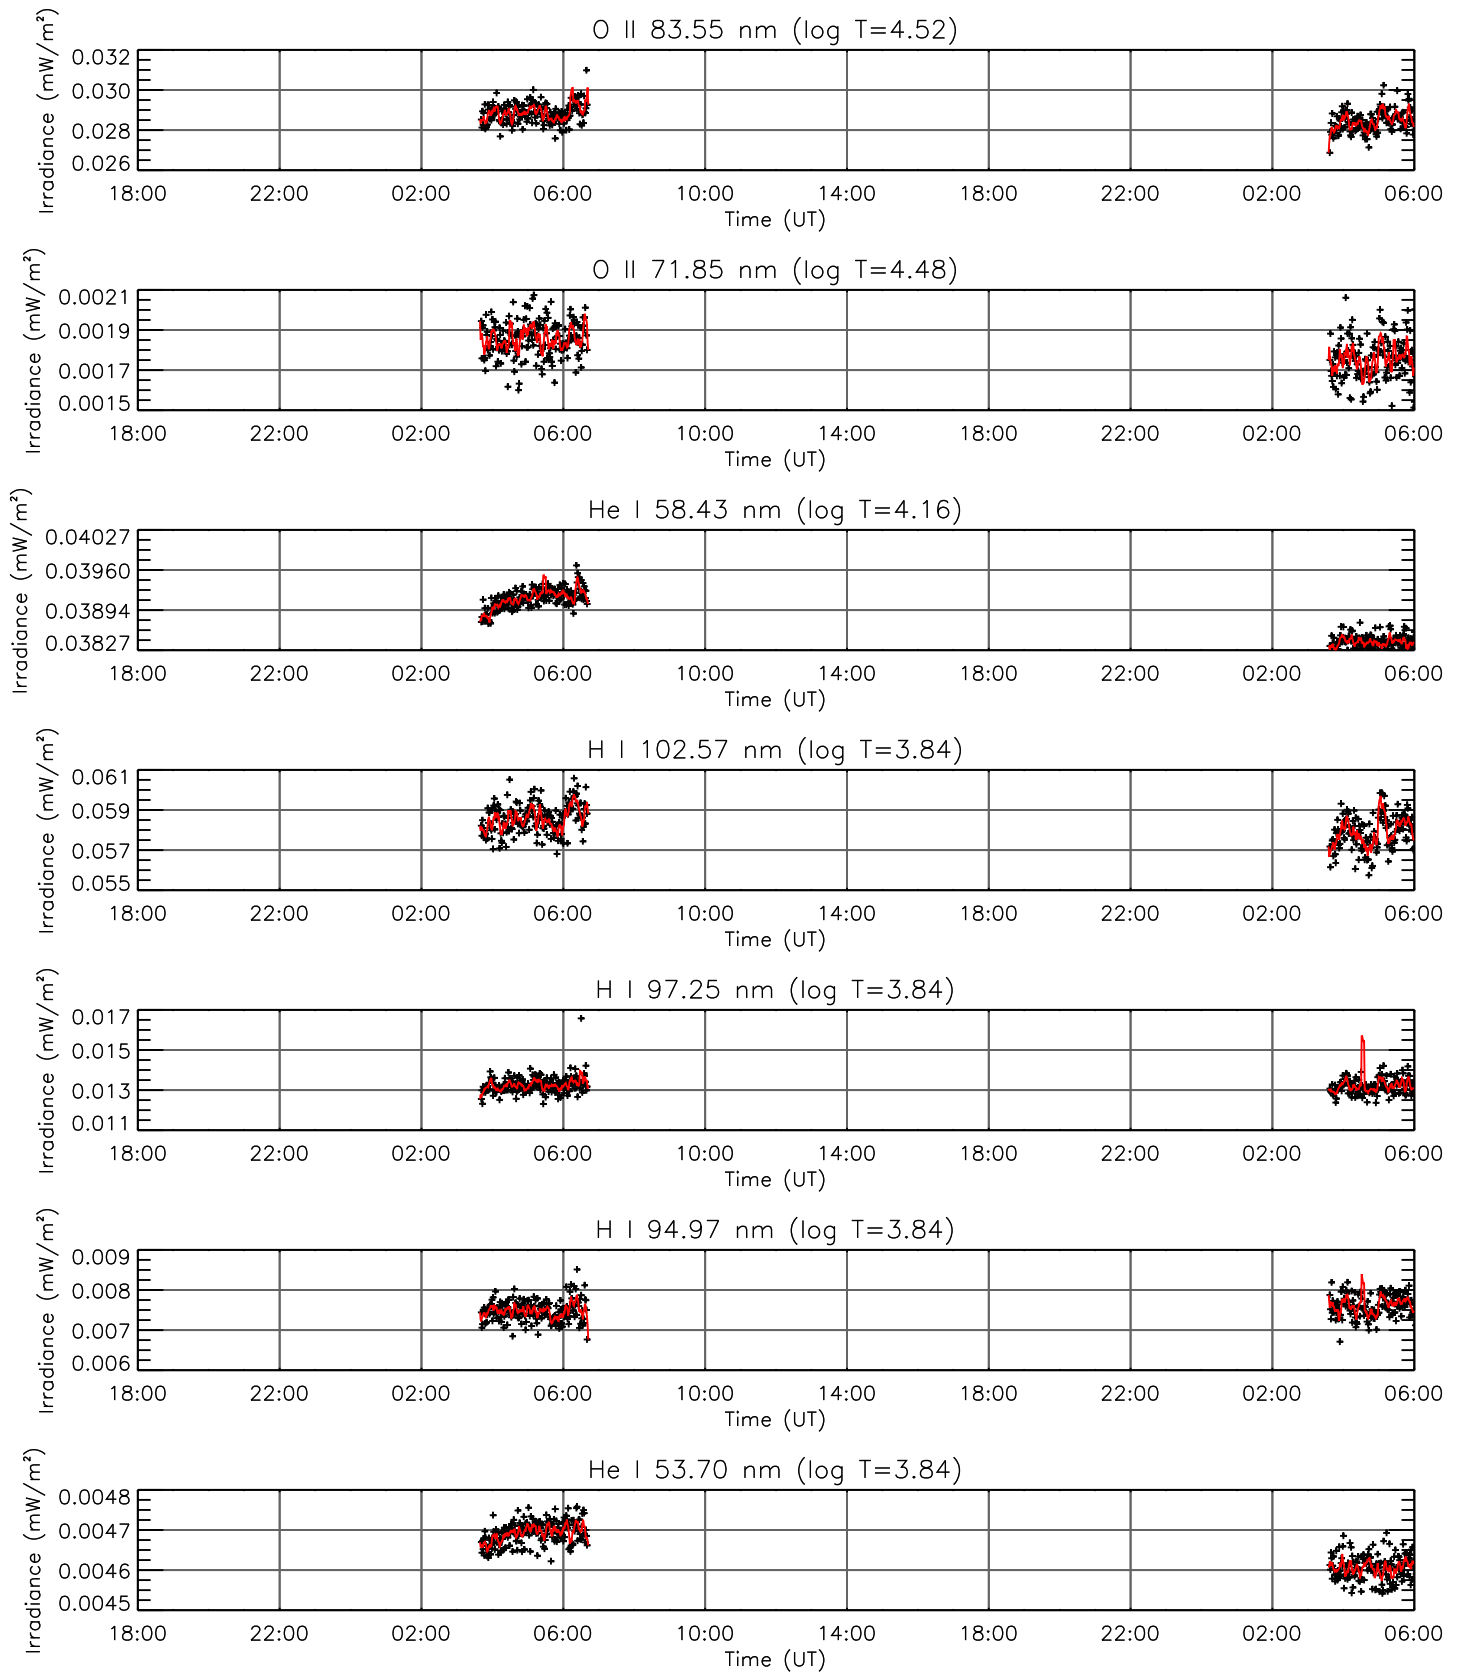 O II 83.55 nm (log T=4.52)
Irradiance (mW/m²)
0.032
0.030
0.028
0.026
18:00 22:00 02:00 06:00 10:00 14:00 18:00 22:00 02:00 06:00
Time (UT)
O II 71.85 nm (log T=4.48)
Irradiance (mW/m²)
0.0021
0.0019
0.0017
0.0015
18:00 22:00 02:00 06:00 10:00 14:00 18:00 22:00 02:00 06:00
Time (UT)
He I 58.43 nm (log T=4.16)
Irradiance (mW/m²)
0.04027
0.03960
0.03894
0.03827
18:00 22:00 02:00 06:00 10:00 14:00 18:00 22:00 02:00 06:00
Time (UT)
H I 102.57 nm (log T=3.84)
Irradiance (mW/m²)
0.061
0.059
0.057
0.055
18:00 22:00 02:00 06:00 10:00 14:00 18:00 22:00 02:00 06:00
Time (UT)
H I 97.25 nm (log T=3.84)
Irradiance (mW/m²)
0.017
0.015
0.013
0.011
18:00 22:00 02:00 06:00 10:00 14:00 18:00 22:00 02:00 06:00
Time (UT)
H I 94.97 nm (log T=3.84)
Irradiance (mW/m²)
0.009
0.008
0.007
0.006
18:00 22:00 02:00 06:00 10:00 14:00 18:00 22:00 02:00 06:00
Time (UT)
He I 53.70 nm (log T=3.84)
Irradiance (mW/m²)
0.0048
0.0047
0.0046
0.0045
18:00 22:00 02:00 06:00 10:00 14:00 18:00 22:00 02:00 06:00
Time (UT)